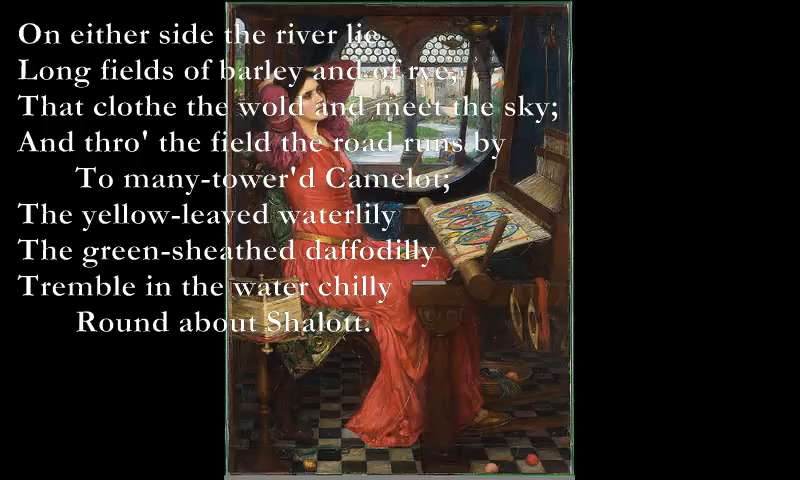 On either side the river lie
Long fields of barley and of rye,
That clothe the wold and meet the sky;
And thro' the field the road runs by
To many-tower'd Camelot;
The yellow-leaved waterlily
The green-sheathed daffodilly
Tremble in the water chilly
Round about Shalott.